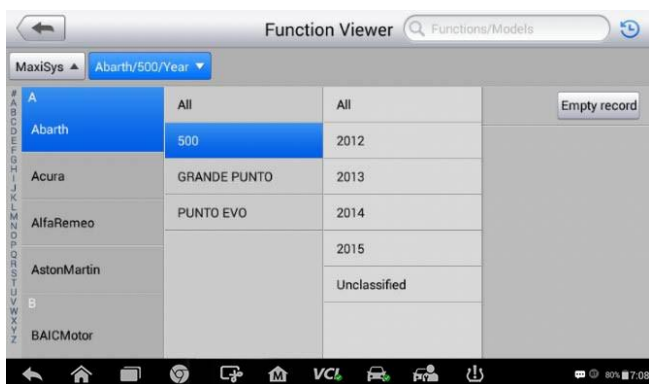 Function Viewer
Functions/Models
MaxiSys ▲
Abarth/500/Year ▼
#
A
B
C
D
E
F
G
H
I
J
K
L
M
N
O
P
Q
R
S
T
U
V
W
X
Y
Z
A
Abarth
Acura
AlfaRemeo
AstonMartin
B
BAICMotor
All
500
GRANDE PUNTO
PUNTO EVO
All
2012
2013
2014
2015
Unclassified
Empty record
M
VCI
80% 7:08